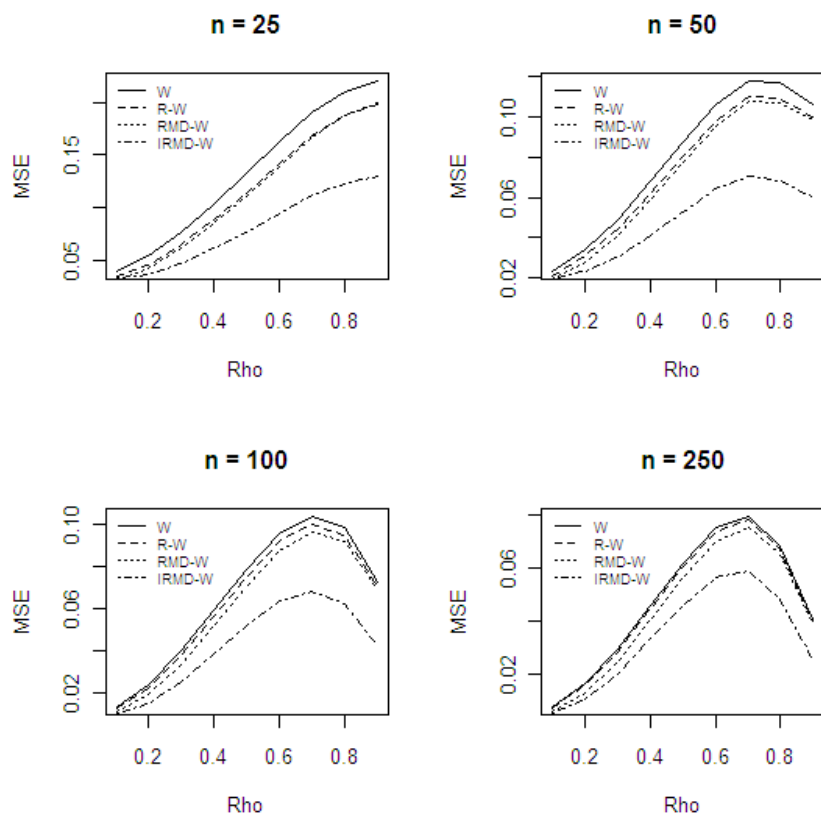 n = 25
MSE
0.05
0.15
W
R-W
RMD-W
IRMD-W
0.2 0.4 0.6 0.8
Rho
n = 50
MSE
0.02
0.06
0.10
W
R-W
RMD-W
IRMD-W
0.2 0.4 0.6 0.8
Rho
n = 100
MSE
0.02
0.06
0.10
W
R-W
RMD-W
IRMD-W
0.2 0.4 0.6 0.8
Rho
n = 250
MSE
0.02
0.06
W
R-W
RMD-W
IRMD-W
0.2 0.4 0.6 0.8
Rho